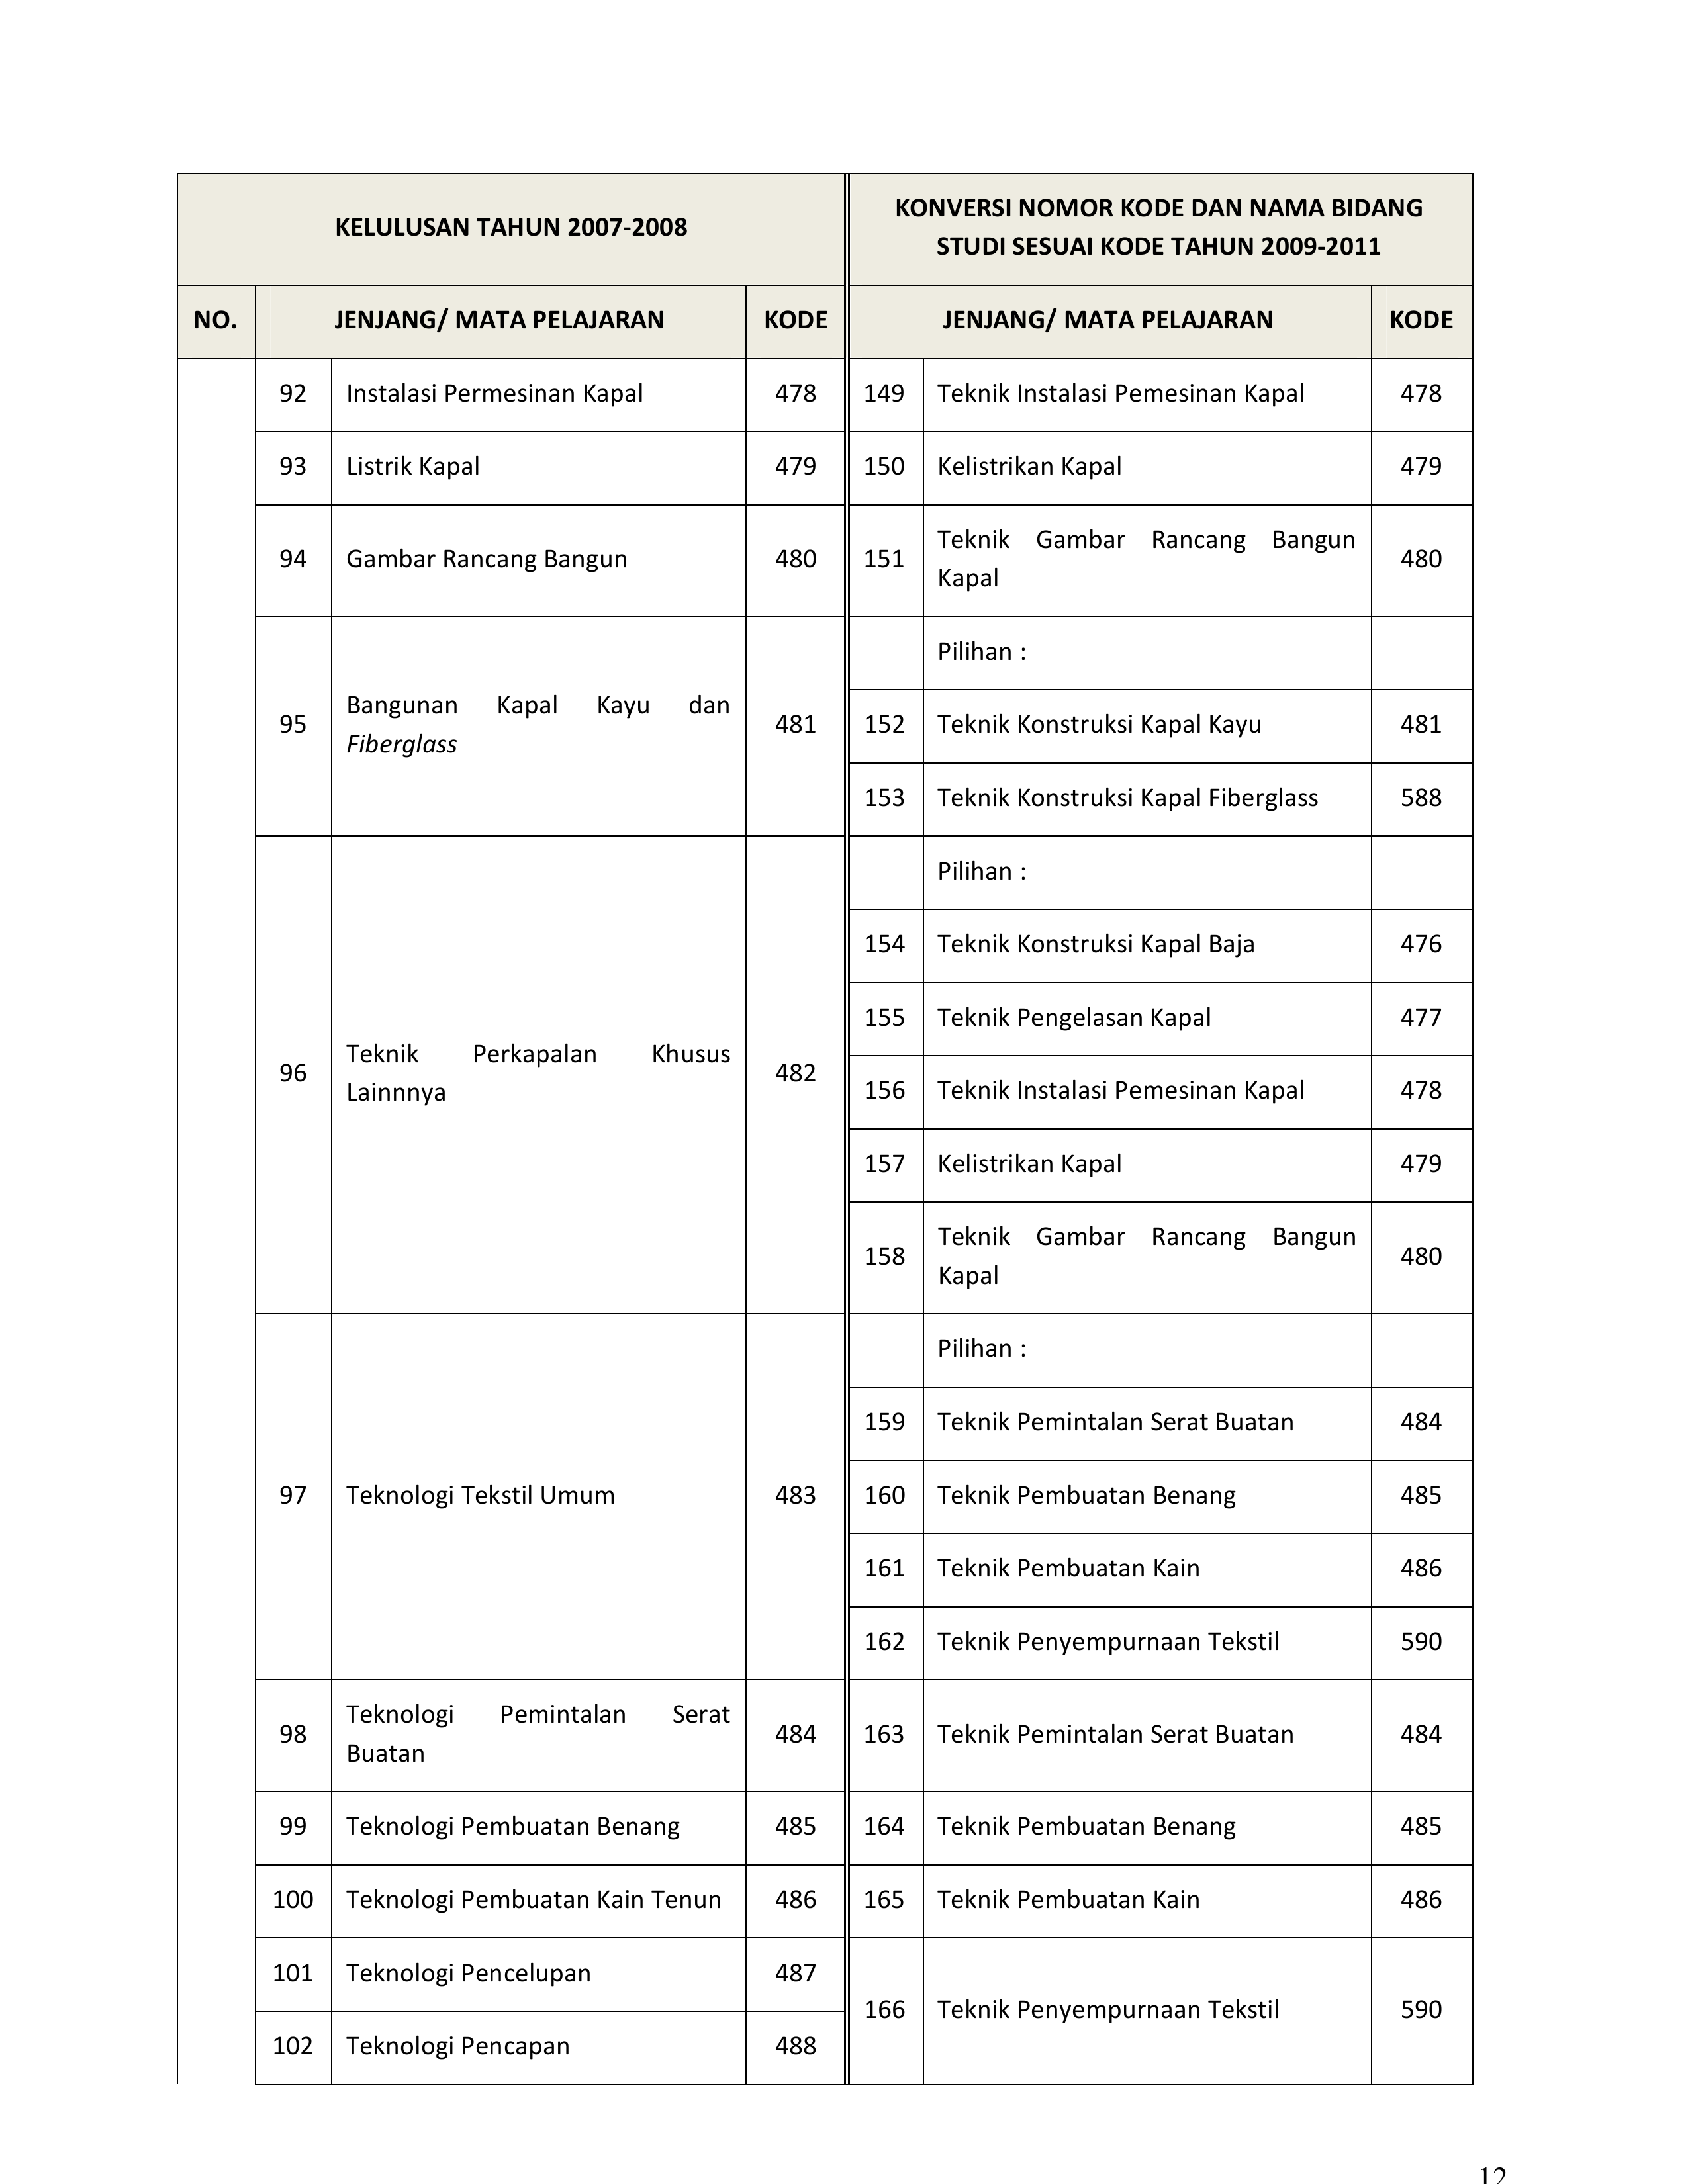 KELULUSAN TAHUN 2007-2008
KONVERSI NOMOR KODE DAN NAMA BIDANG
STUDI SESUAI KODE TAHUN 2009-2011
NO. JENJANG/ MATA PELAJARAN KODE JENJANG/ MATA PELAJARAN KODE
92 Instalasi Permesinan Kapal 478 149 Teknik Instalasi Pemesinan Kapal 478
93 Listrik Kapal 479 150 Kelistrikan Kapal 479
94 Gambar Rancang Bangun 480 151 Teknik Gambar Rancang Bangun
Kapal 480
95 Bangunan Kapal Kayu dan
Fiberglass 481
Pilihan :
152 Teknik Konstruksi Kapal Kayu 481
153 Teknik Konstruksi Kapal Fiberglass 588
96 Teknik Perkapalan Khusus
Lainnnya 482
Pilihan :
154 Teknik Konstruksi Kapal Baja 476
155 Teknik Pengelasan Kapal 477
156 Teknik Instalasi Pemesinan Kapal 478
157 Kelistrikan Kapal 479
158 Teknik Gambar Rancang Bangun
Kapal 480
97 Teknologi Tekstil Umum 483
Pilihan :
159 Teknik Pemintalan Serat Buatan 484
160 Teknik Pembuatan Benang 485
161 Teknik Pembuatan Kain 486
162 Teknik Penyempurnaan Tekstil 590
98 Teknologi Pemintalan Serat
Buatan 484 163 Teknik Pemintalan Serat Buatan 484
99 Teknologi Pembuatan Benang 485 164 Teknik Pembuatan Benang 485
100 Teknologi Pembuatan Kain Tenun 486 165 Teknik Pembuatan Kain 486
101 Teknologi Pencelupan 487
102 Teknologi Pencapan 488
166 Teknik Penyempurnaan Tekstil 590
12